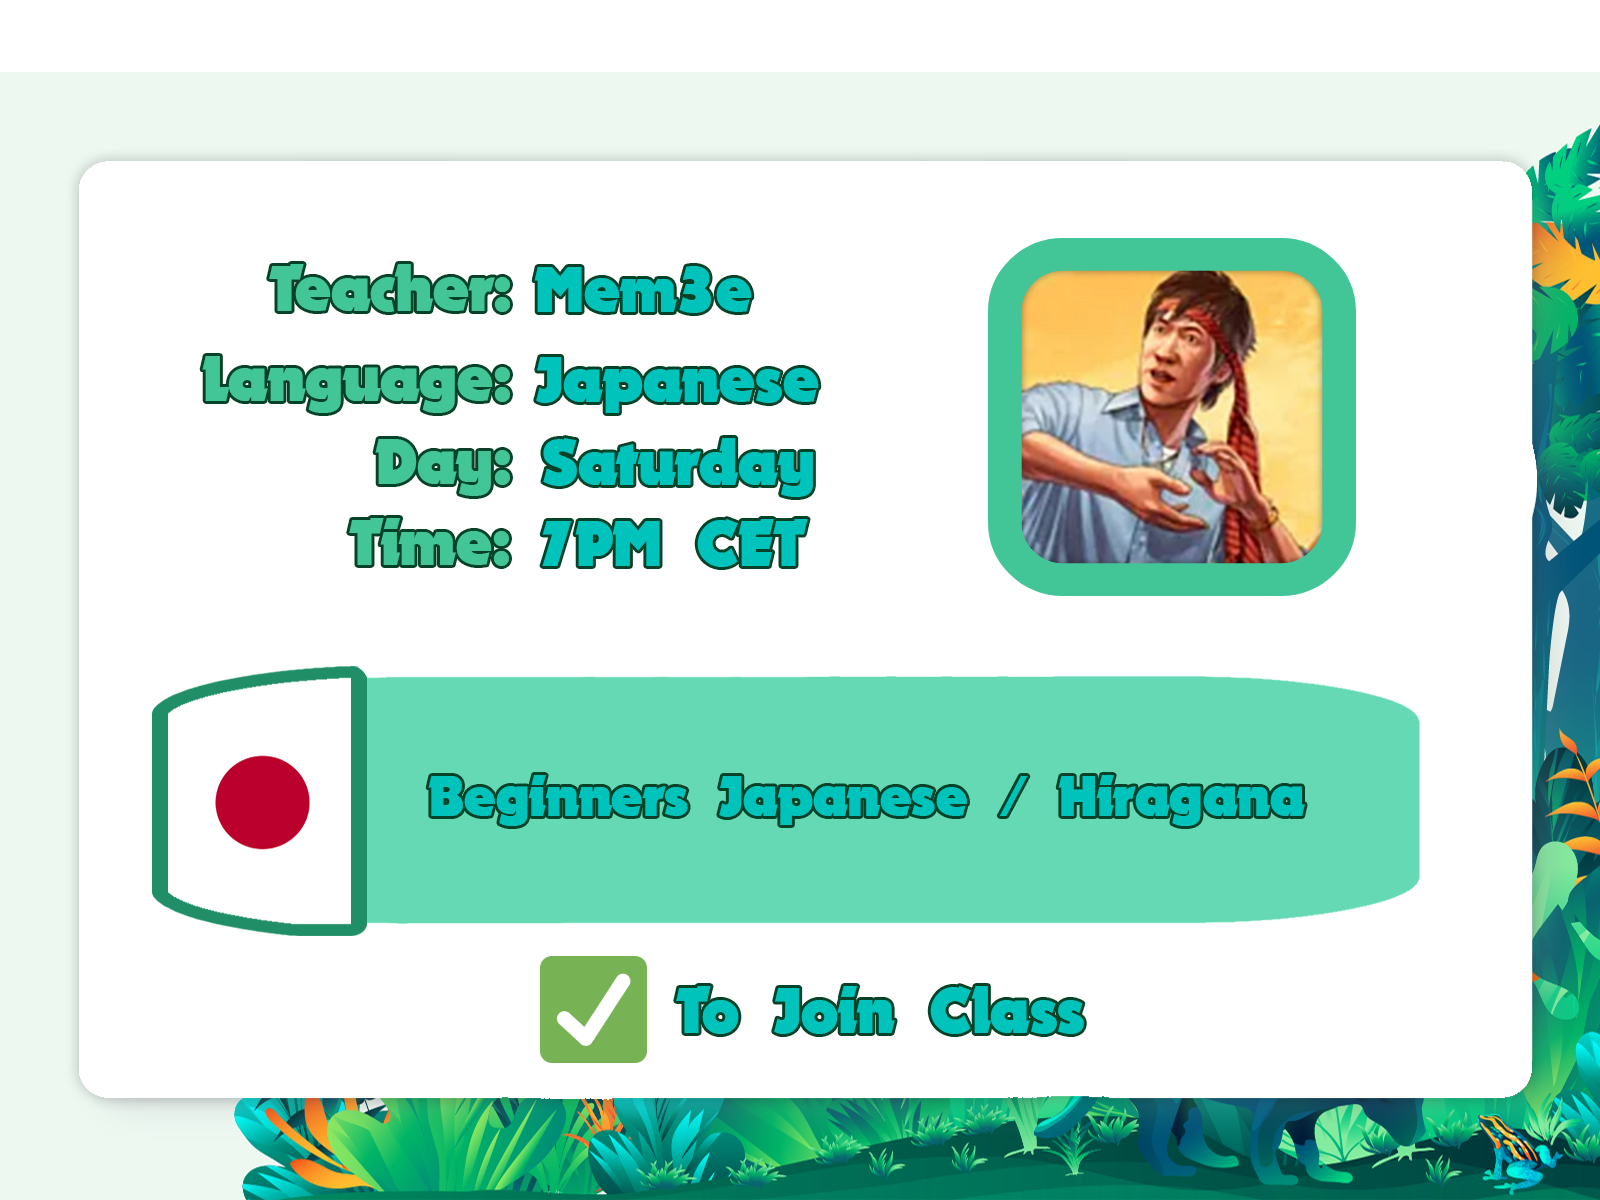 Teacher: Mem3e
Language: Japanese
Day: Saturday
Time: 7PM CET
Beginners Japanese / Hiragana
To Join Class